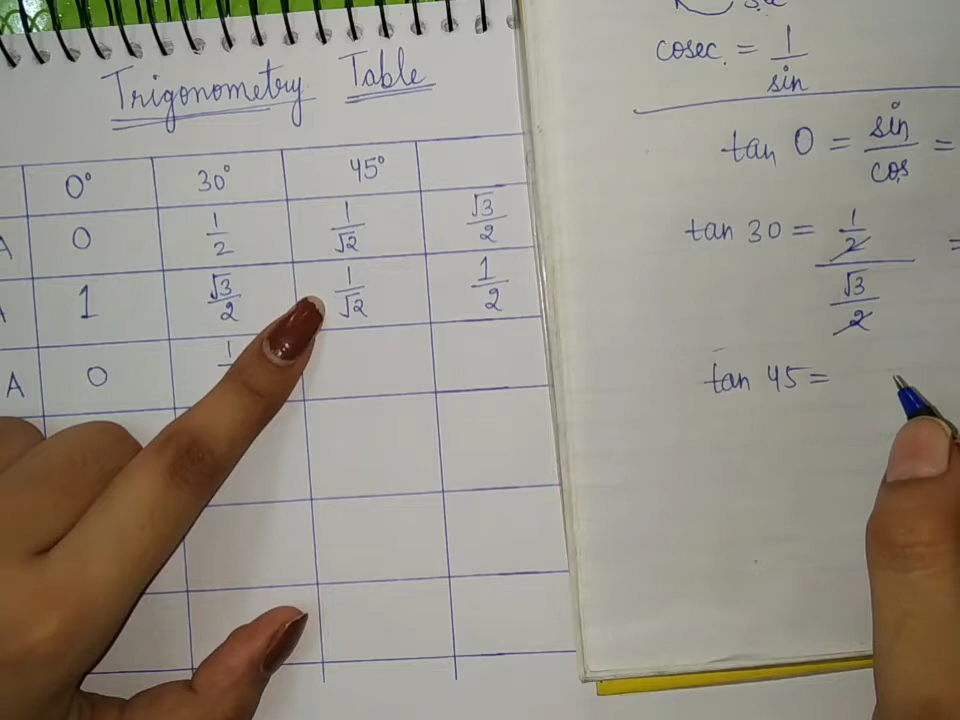 Trigonometry Table
0° 30° 45°
A 0 1/2 1/√2 √3/2
A 1 √3/2 1/√2 1/2
A 0 1
cosec. = 1/sin
tan 0 = sin/cos =
tan 30 = 1/2 / √3/2 =
tan 45 =